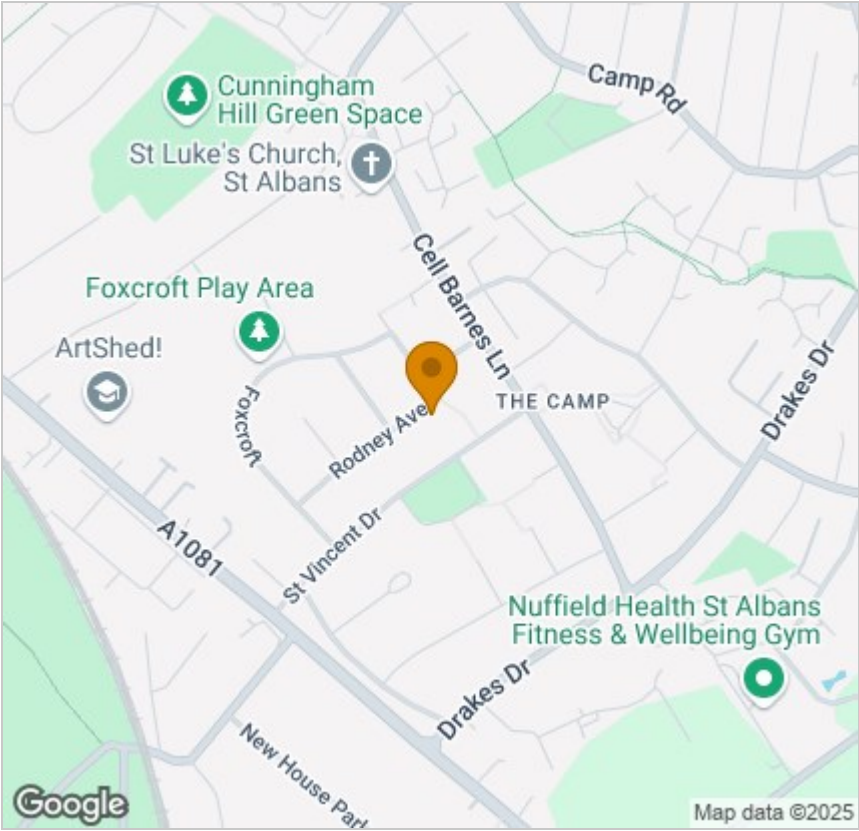 Camp Rd
Cunningham
Hill Green Space
St Luke's Church,
St Albans
Cell Barnes Ln
Foxcroft Play Area
ArtShed!
Foxcroft
Rodney Ave
THE CAMP
Drakes Dr
A1081
St Vincent Dr
Nuffield Health St Albans
Fitness & Wellbeing Gym
Drakes Dr
New House Park
Google
Map data ©2025